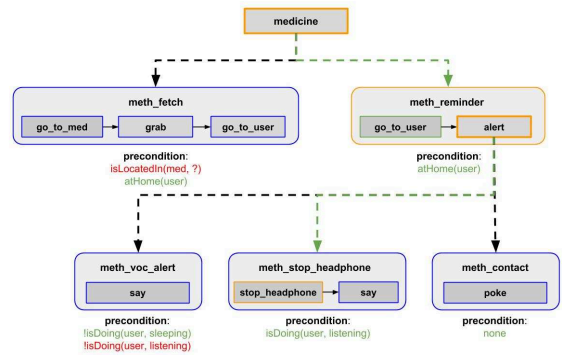 medicine
meth_fetch
go_to_med
grab
go_to_user
precondition:
isLocatedIn(med, ?)
atHome(user)
meth_reminder
go_to_user
alert
precondition:
atHome(user)
meth_voc_alert
say
precondition:
!isDoing(user, sleeping)
!isDoing(user, listening)
meth_stop_headphone
stop_headphone
say
precondition:
isDoing(user, listening)
meth_contact
poke
precondition:
none